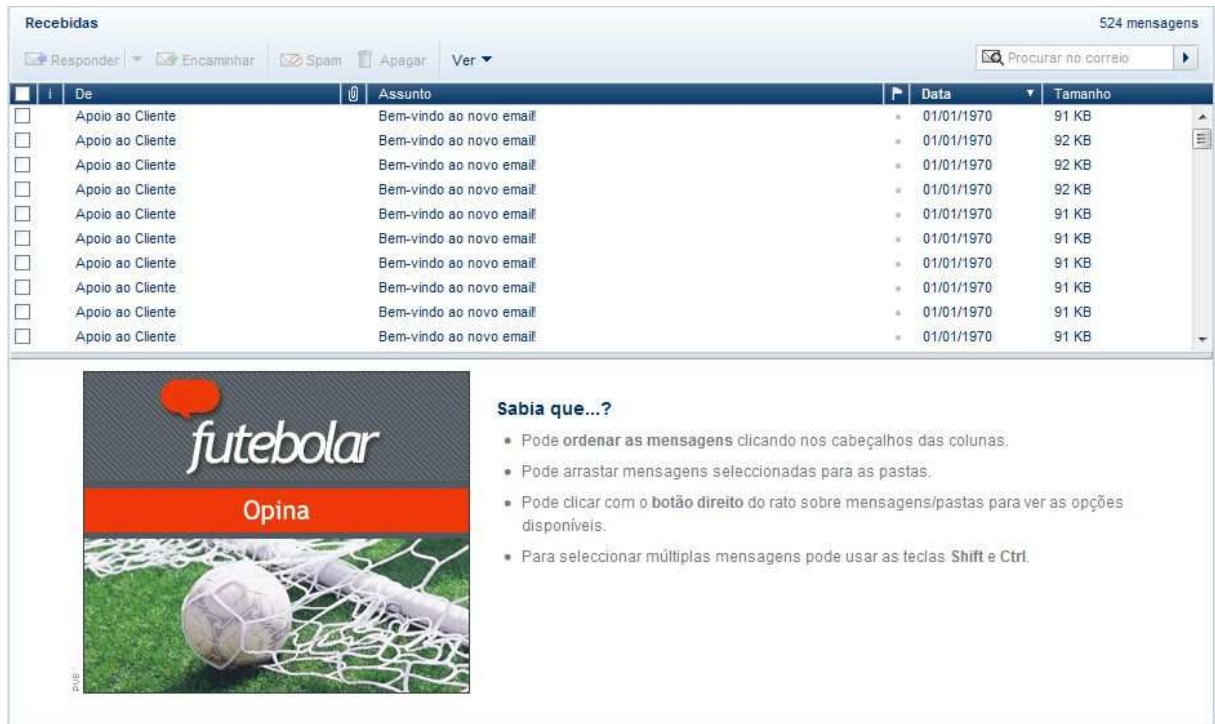 Recebidas 524 mensagens
Responder Encaminhar Spam Apagar Ver Procurar no correio
i De Assunto Data Tamanho
Apoio ao Cliente Bem-vindo ao novo email! 01/01/1970 91 KB
Apoio ao Cliente Bem-vindo ao novo email! 01/01/1970 92 KB
Apoio ao Cliente Bem-vindo ao novo email! 01/01/1970 92 KB
Apoio ao Cliente Bem-vindo ao novo email! 01/01/1970 92 KB
Apoio ao Cliente Bem-vindo ao novo email! 01/01/1970 91 KB
Apoio ao Cliente Bem-vindo ao novo email! 01/01/1970 91 KB
Apoio ao Cliente Bem-vindo ao novo email! 01/01/1970 91 KB
Apoio ao Cliente Bem-vindo ao novo email! 01/01/1970 91 KB
Apoio ao Cliente Bem-vindo ao novo email! 01/01/1970 91 KB
Apoio ao Cliente Bem-vindo ao novo email! 01/01/1970 91 KB
futebolar
Opina
PUB
Sabia que...?
• Pode ordenar as mensagens clicando nos cabeçalhos das colunas.
• Pode arrastar mensagens seleccionadas para as pastas.
• Pode clicar com o botão direito do rato sobre mensagens/pastas para ver as opções
disponíveis.
• Para seleccionar múltiplas mensagens pode usar as teclas Shift e Ctrl.